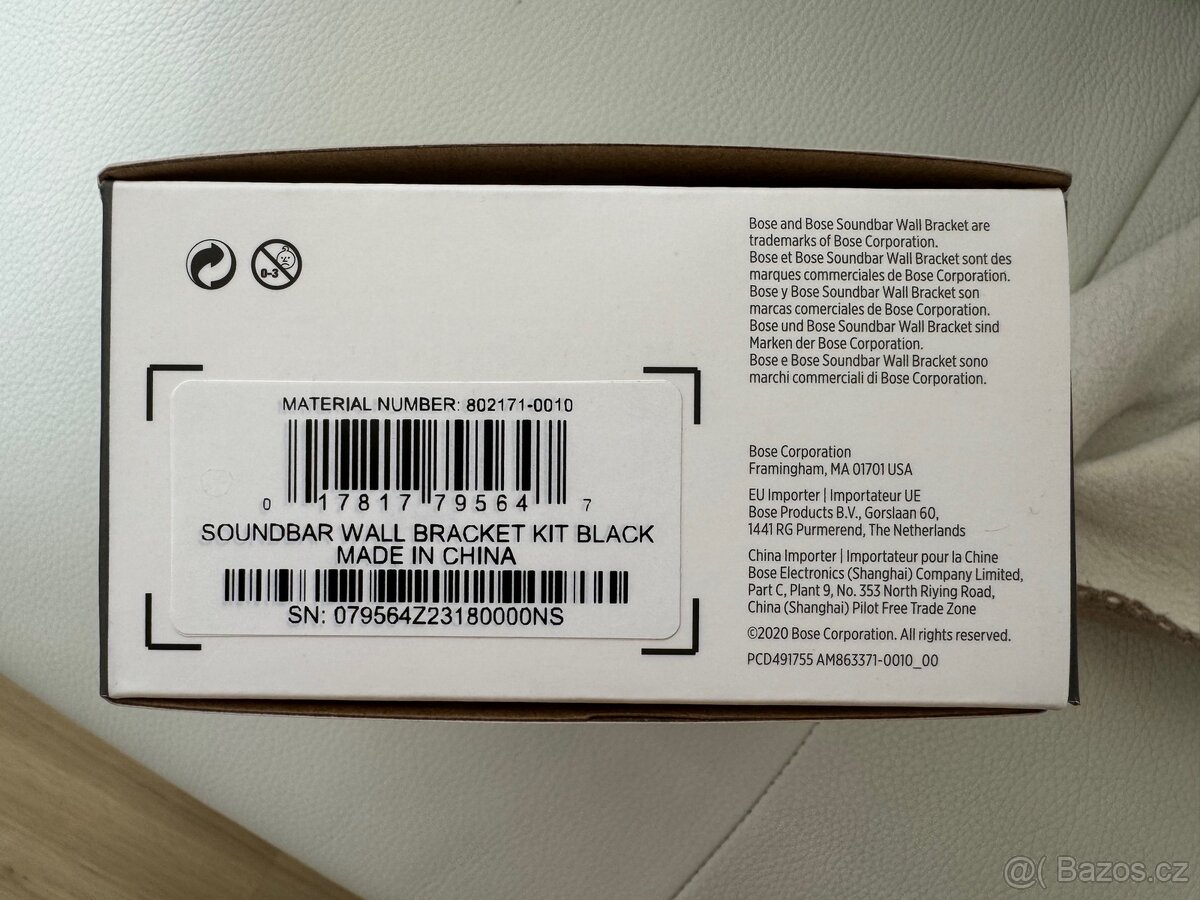 0-3
Bose and Bose Soundbar Wall Bracket are
trademarks of Bose Corporation.
Bose et Bose Soundbar Wall Bracket sont des
marques commerciales de Bose Corporation.
Bose y Bose Soundbar Wall Bracket son
marcas comerciales de Bose Corporation.
Bose und Bose Soundbar Wall Bracket sind
Marken der Bose Corporation.
Bose e Bose Soundbar Wall Bracket sono
marchi commerciali di Bose Corporation.
MATERIAL NUMBER: 802171-0010
0 17817 79564 7
SOUNDBAR WALL BRACKET KIT BLACK
MADE IN CHINA
SN: 079564Z23180000NS
Bose Corporation
Framingham, MA 01701 USA
EU Importer | Importateur UE
Bose Products B.V., Gorslaan 60,
1441 RG Purmerend, The Netherlands
China Importer | Importateur pour la Chine
Bose Electronics (Shanghai) Company Limited,
Part C, Plant 9, No. 353 North Riying Road,
China (Shanghai) Pilot Free Trade Zone
©2020 Bose Corporation. All rights reserved.
PCD491755 AM863371-0010_00
@( Bazos.cz